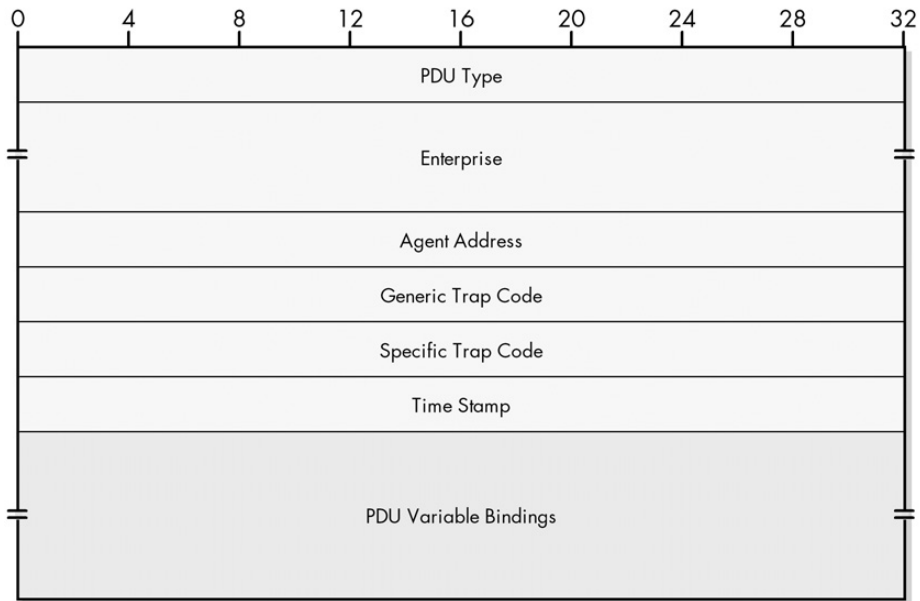 0 4 8 12 16 20 24 28 32
PDU Type
Enterprise
Agent Address
Generic Trap Code
Specific Trap Code
Time Stamp
PDU Variable Bindings